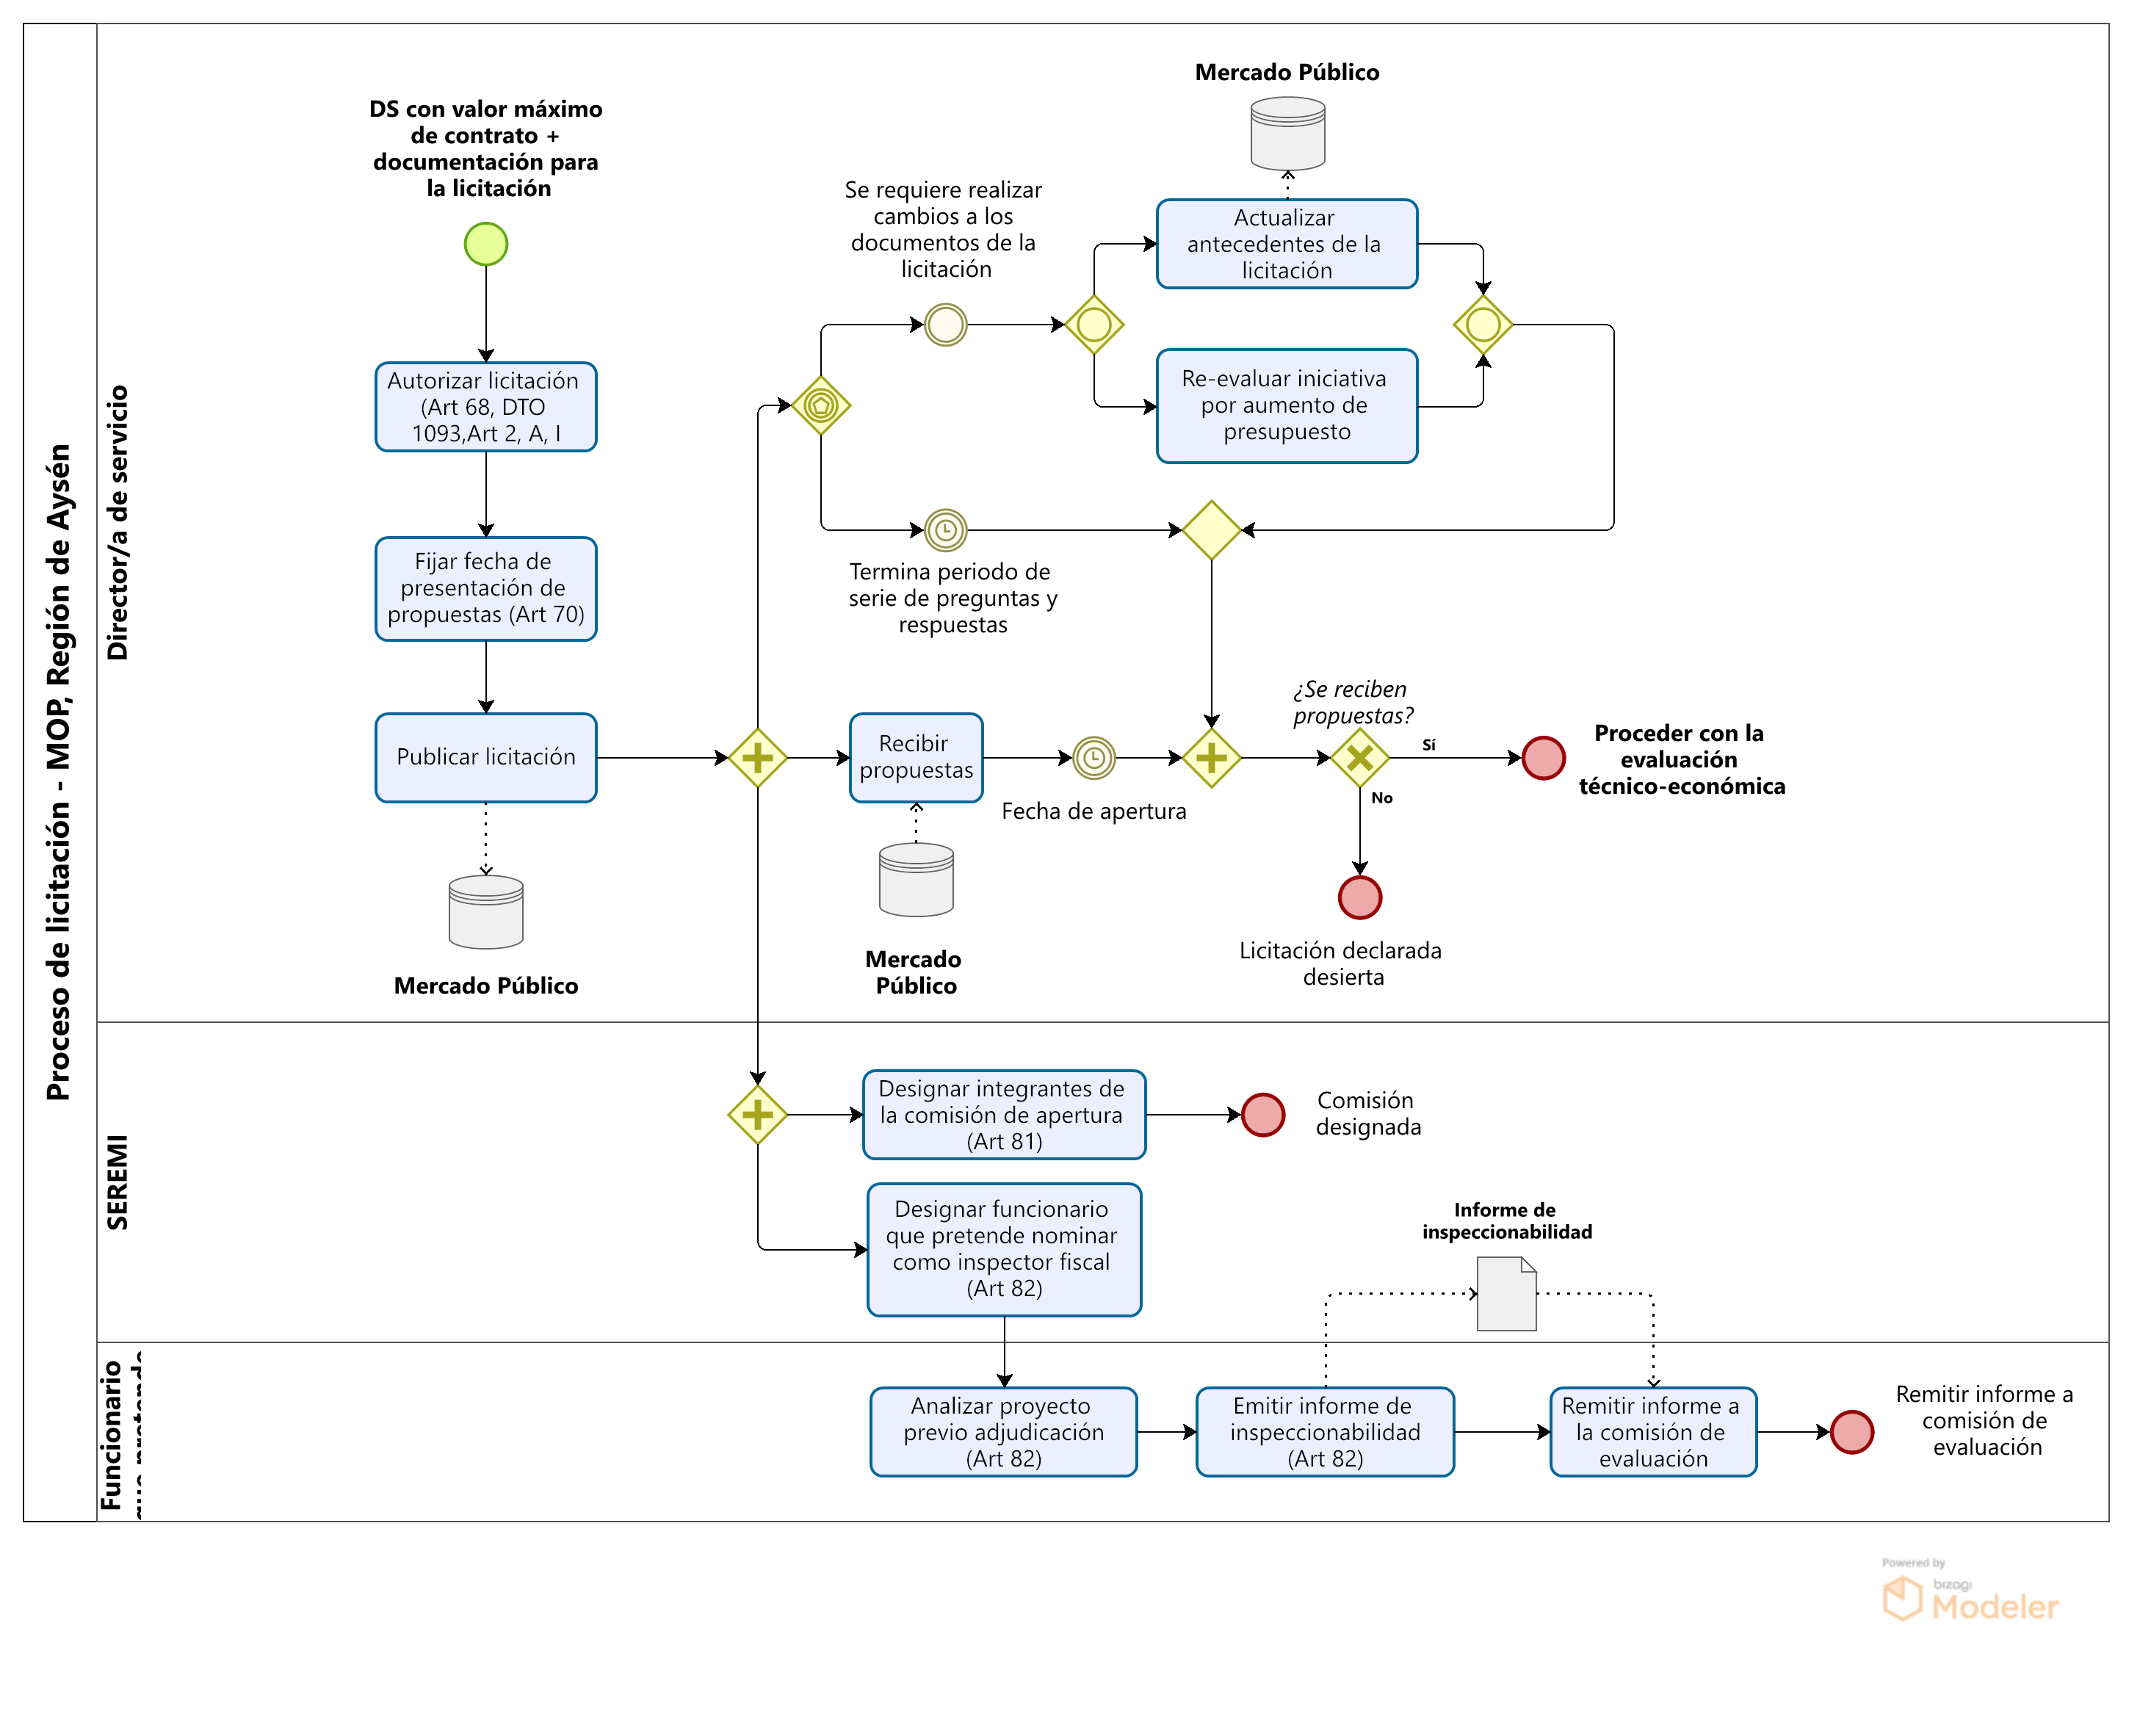 Proceso de licitación - MOP, Región de Aysén
Director/a de servicio
DS con valor máximo
de contrato +
documentación para
la licitación
Autorizar licitación
(Art 68, DTO
1093,Art 2, A, I
Fijar fecha de
presentación de
propuestas (Art 70)
Publicar licitación
Mercado Público
Se requiere realizar
cambios a los
documentos de la
licitación
Mercado Público
Actualizar
antecedentes de la
licitación
Re-evaluar iniciativa
por aumento de
presupuesto
Termina periodo de
serie de preguntas y
respuestas
Recibir
propuestas
Mercado
Público
Fecha de apertura
¿Se reciben
propuestas?
Sí
No
Proceder con la
evaluación
técnico-económica
Licitación declarada
desierta
SEREMI
Designar integrantes de
la comisión de apertura
(Art 81)
Comisión
designada
Designar funcionario
que pretende nominar
como inspector fiscal
(Art 82)
Informe de
inspeccionabilidad
Funcionario
Analizar proyecto
previo adjudicación
(Art 82)
Emitir informe de
inspeccionabilidad
(Art 82)
Remitir informe a
la comisión de
evaluación
Remitir informe a
comisión de
evaluación
Powered by
bizagi
Modeler